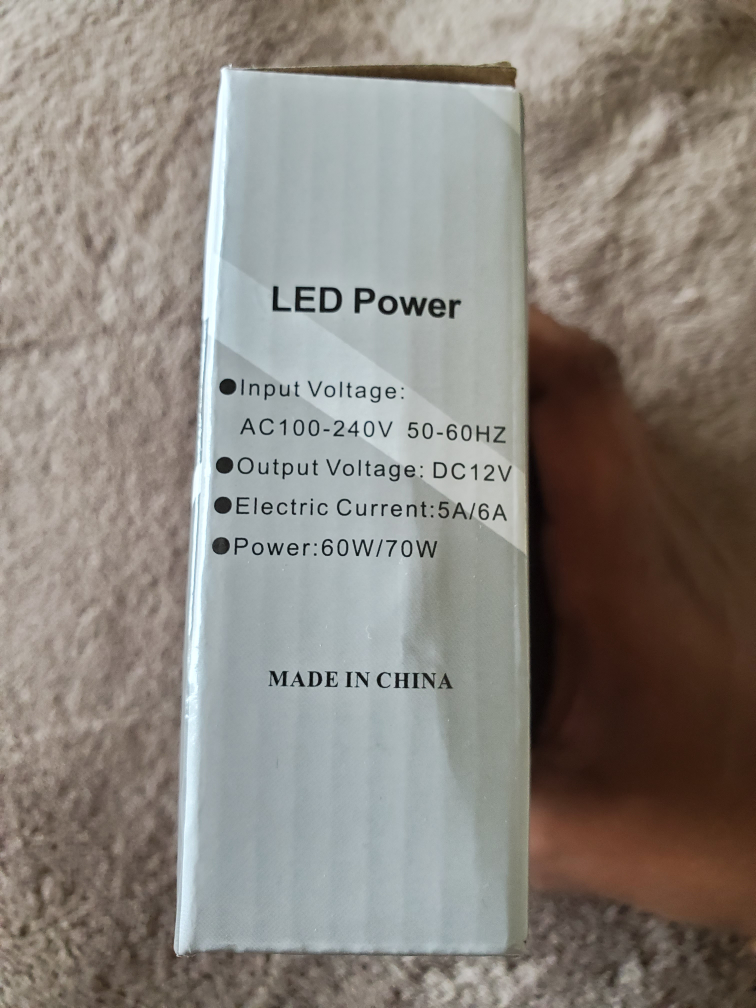 LED Power
●Input Voltage:
AC100-240V 50-60HZ
●Output Voltage: DC12V
●Electric Current:5A/6A
●Power:60W/70W
MADE IN CHINA